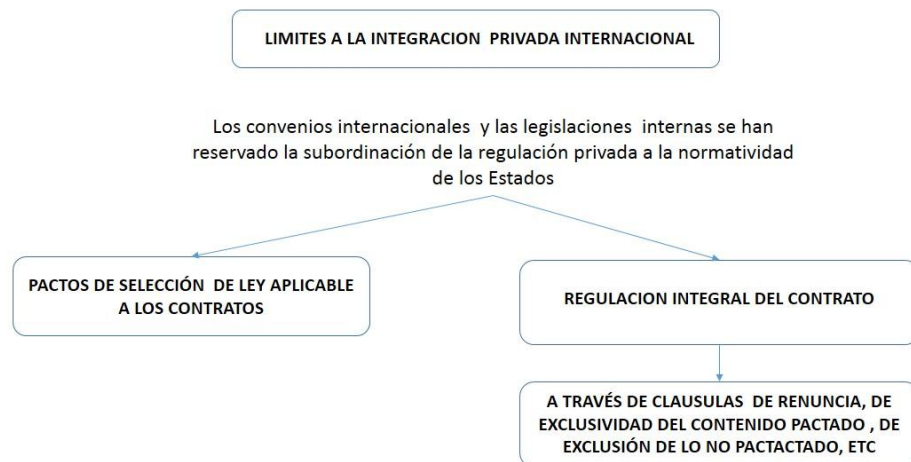 LIMITES A LA INTEGRACION PRIVADA INTERNACIONAL
Los convenios internacionales y las legislaciones internas se han
reservado la subordinación de la regulación privada a la normatividad
de los Estados
PACTOS DE SELECCIÓN DE LEY APLICABLE
A LOS CONTRATOS
REGULACION INTEGRAL DEL CONTRATO
A TRAVÉS DE CLAUSULAS DE RENUNCIA, DE
EXCLUSIVIDAD DEL CONTENIDO PACTADO , DE
EXCLUSIÓN DE LO NO PACTACTADO, ETC